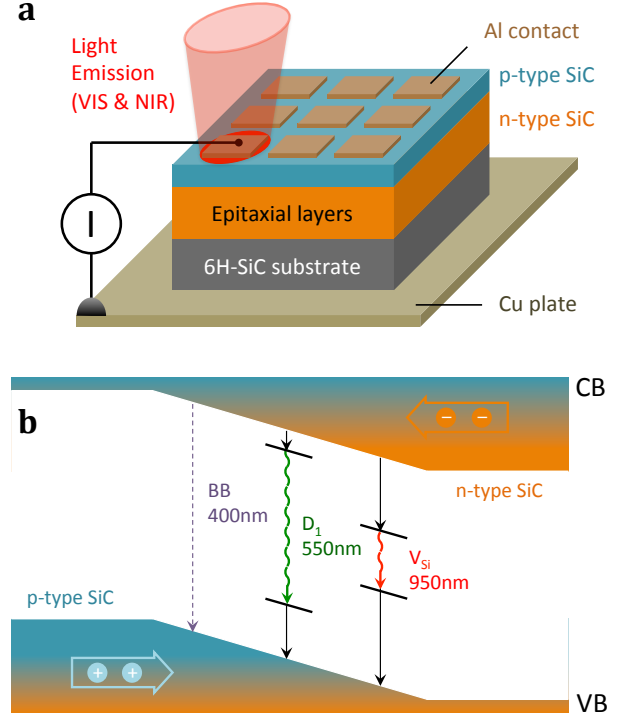 a
Light
Emission
(VIS & NIR)
Al contact
p-type SiC
n-type SiC
I
Epitaxial layers
6H-SiC substrate
Cu plate
b
CB
BB
400nm
D1
550nm
VSi
950nm
n-type SiC
p-type SiC
VB